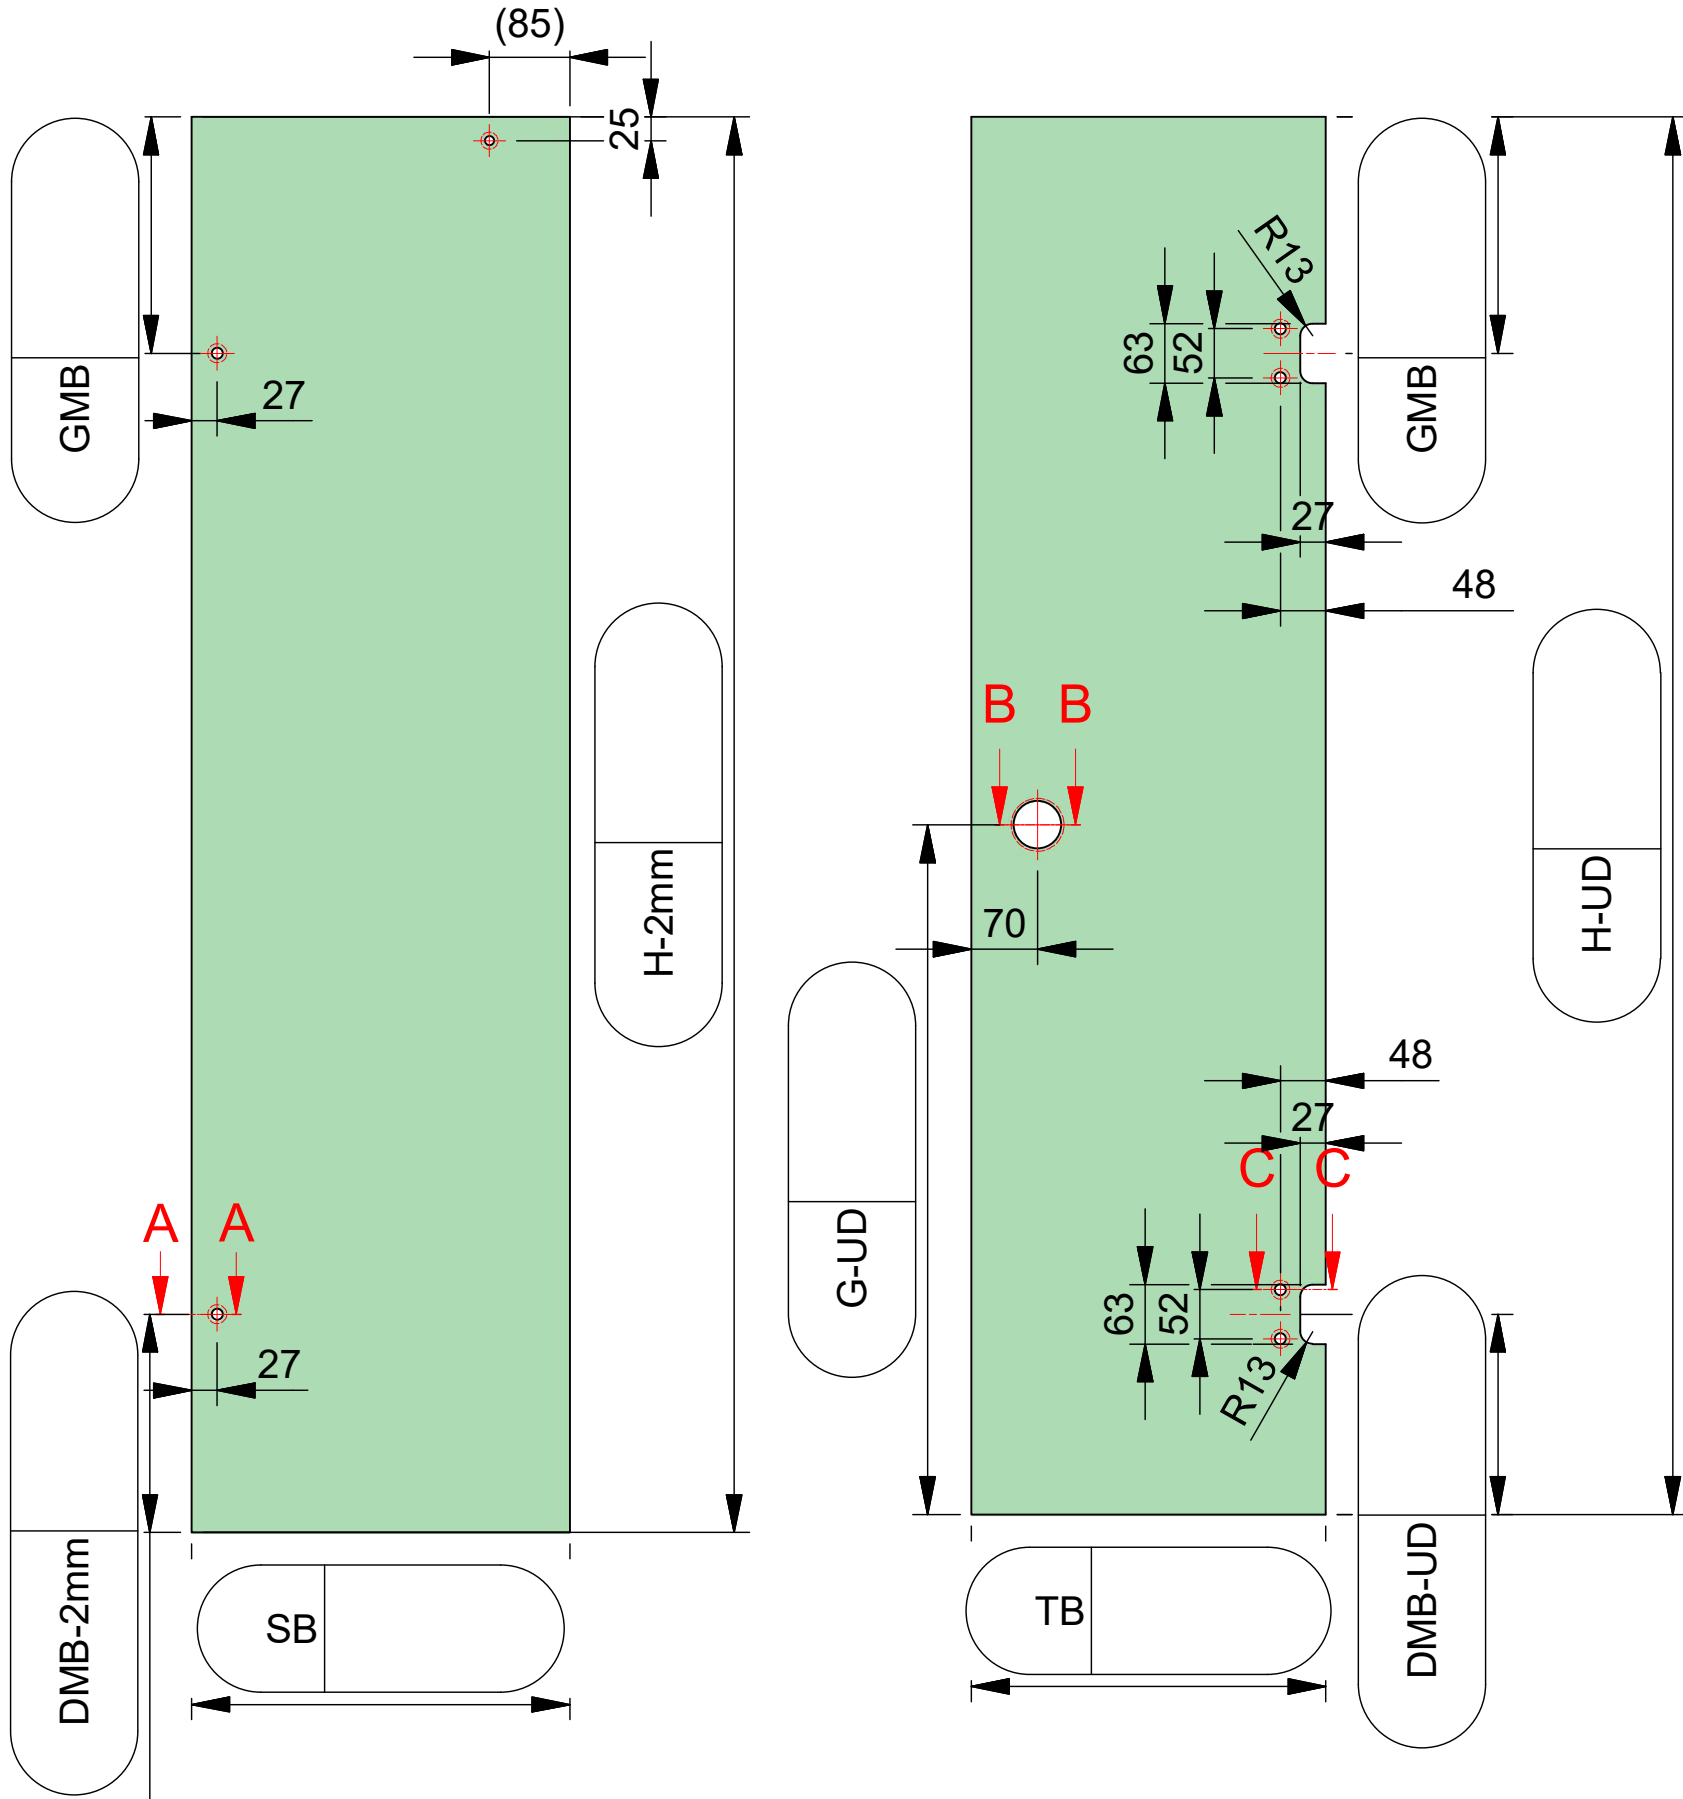 (85)
25
GMB
27
H-2mm
A A
27
DMB-2mm
SB
R13
63
52
GMB
27
48
B B
H-UD
70
G-UD
48
27
C C
63
52
R13
TB
DMB-UD